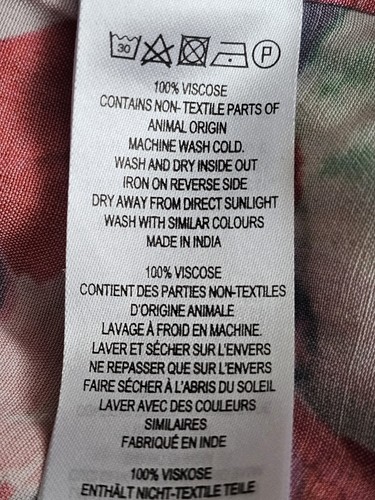 30
P
100% VISCOSE
CONTAINS NON-TEXTILE PARTS OF
ANIMAL ORIGIN
MACHINE WASH COLD.
WASH AND DRY INSIDE OUT
IRON ON REVERSE SIDE
DRY AWAY FROM DIRECT SUNLIGHT
WASH WITH SIMILAR COLOURS
MADE IN INDIA
100% VISCOSE
CONTIENT DES PARTIES NON-TEXTILES
D'ORIGINE ANIMALE
LAVAGE À FROID EN MACHINE.
LAVER ET SÉCHER SUR L'ENVERS
NE REPASSER QUE SUR L'ENVERS
FAIRE SÉCHER À L'ABRIS DU SOLEIL
LAVER AVEC DES COULEURS
SIMILAIRES
FABRIQUÉ EN INDE
100% VISKOSE
ENTHÄLT NICHT-TEXTILE TEILE